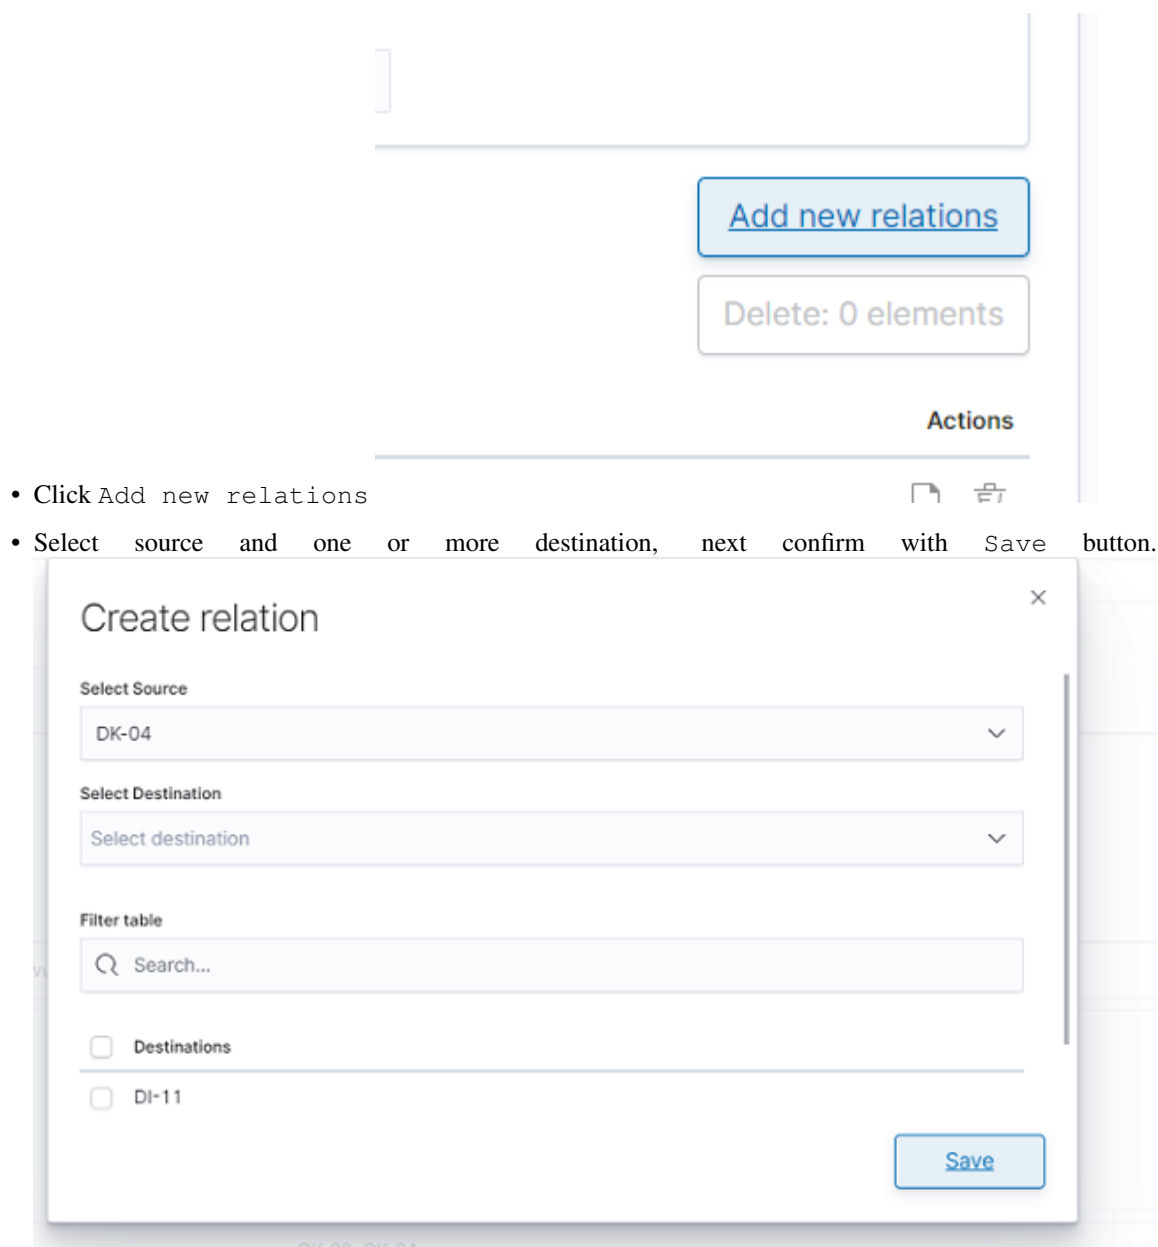 Add new relations
Delete: 0 elements
Actions
• Click Add new relations
• Select source and one or more destination, next confirm with Save button.
Create relation
Select Source
DK-04
Select Destination
Select destination
Filter table
Search...
Destinations
DI-11
Save